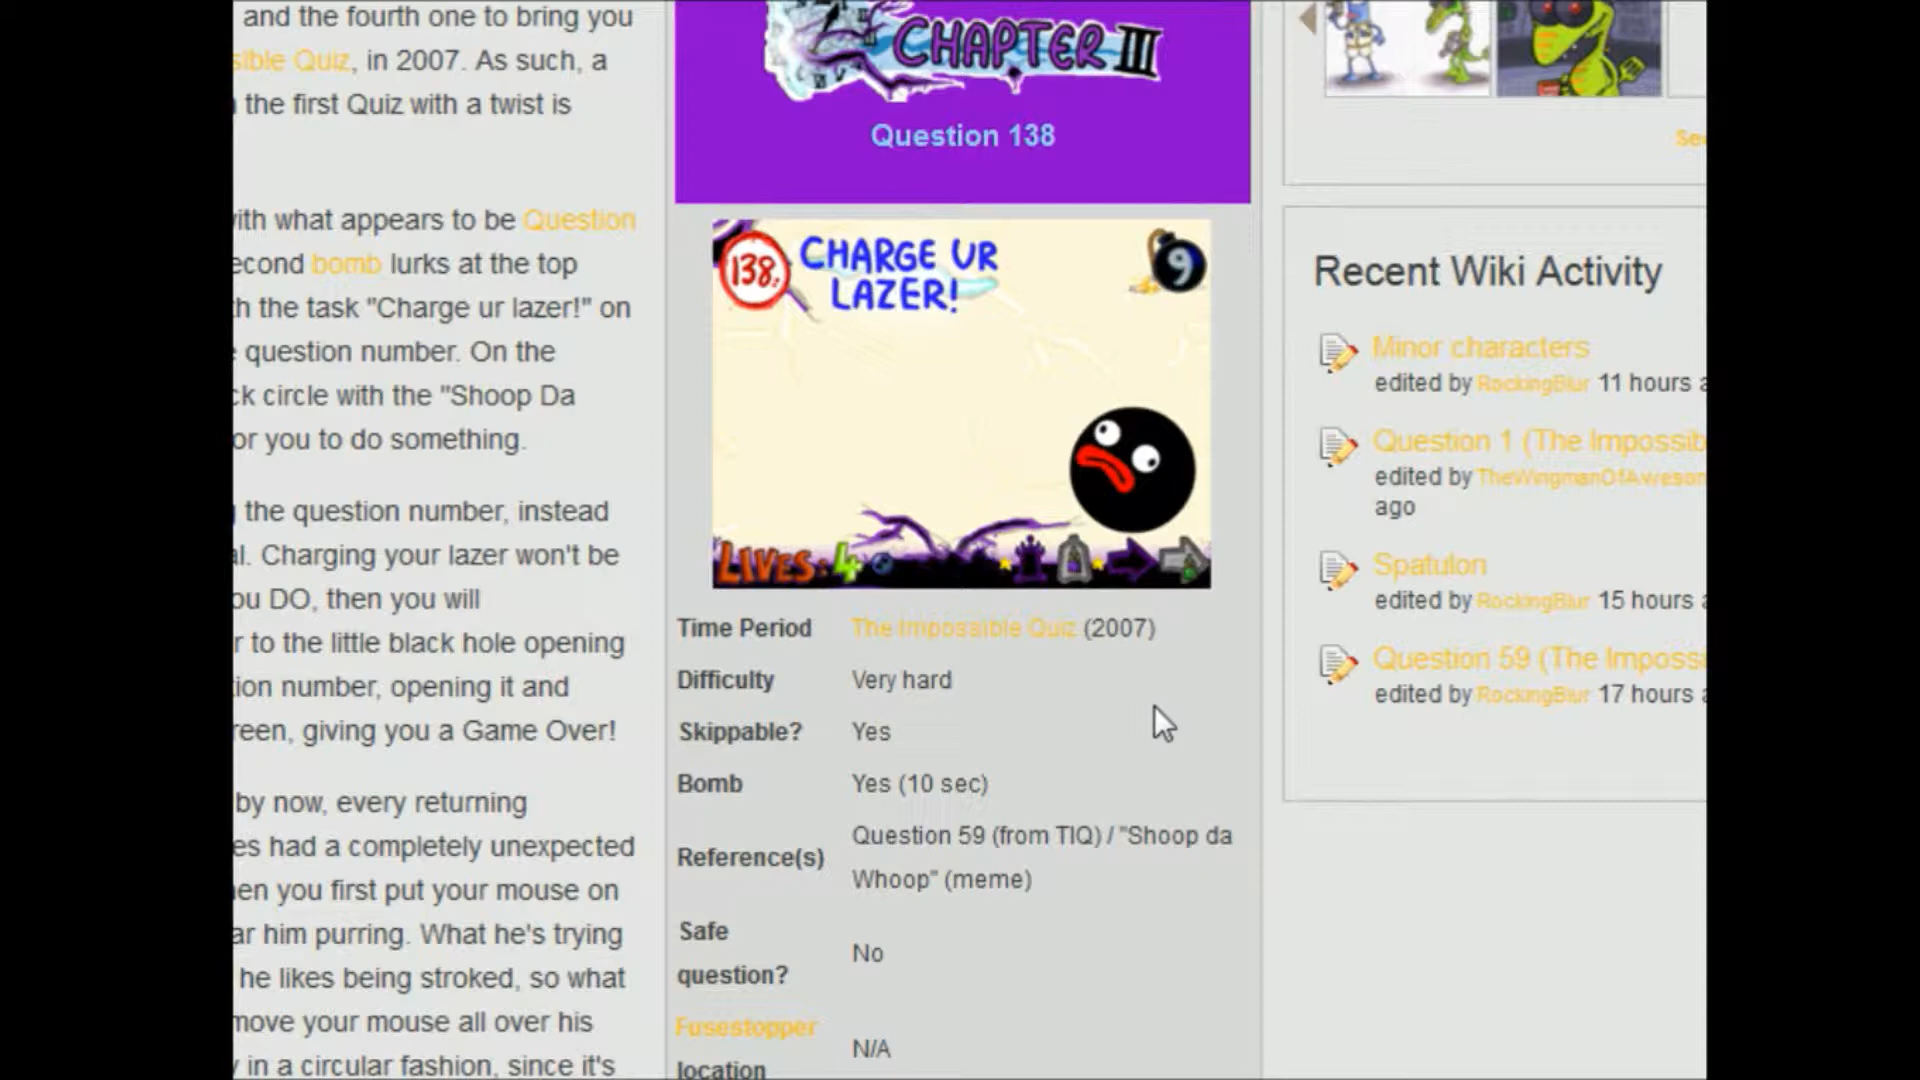 and the fourth one to bring you
sible Quiz, in 2007. As such, a
the first Quiz with a twist is
with what appears to be Question
econd bomb lurks at the top
th the task "Charge ur lazer!" on
question number. On the
ck circle with the "Shoop Da
or you to do something.
the question number, instead
al. Charging your lazer won't be
ou DO, then you will
r to the little black hole opening
tion number, opening it and
reen, giving you a Game Over!
by now, every returning
es had a completely unexpected
hen you first put your mouse on
ar him purring. What he's trying
he likes being stroked, so what
move your mouse all over his
y in a circular fashion, since it's
CHAPTER III
Question 138
138.
CHARGE UR
LAZER!
9
LIVES: 4
Time Period The Impossible Quiz (2007)
Difficulty Very hard
Skippable? Yes
Bomb Yes (10 sec)
Reference(s) Question 59 (from TIQ) / "Shoop da
Whoop" (meme)
Safe
question? No
Fusestopper
location N/A
See
Recent Wiki Activity
Minor characters
edited by RockingBlur 11 hours a
Question 1 (The Impossib
edited by TheWingmanOfAwesom
ago
Spatulon
edited by RockingBlur 15 hours a
Question 59 (The Imposs
edited by RockingBlur 17 hours a